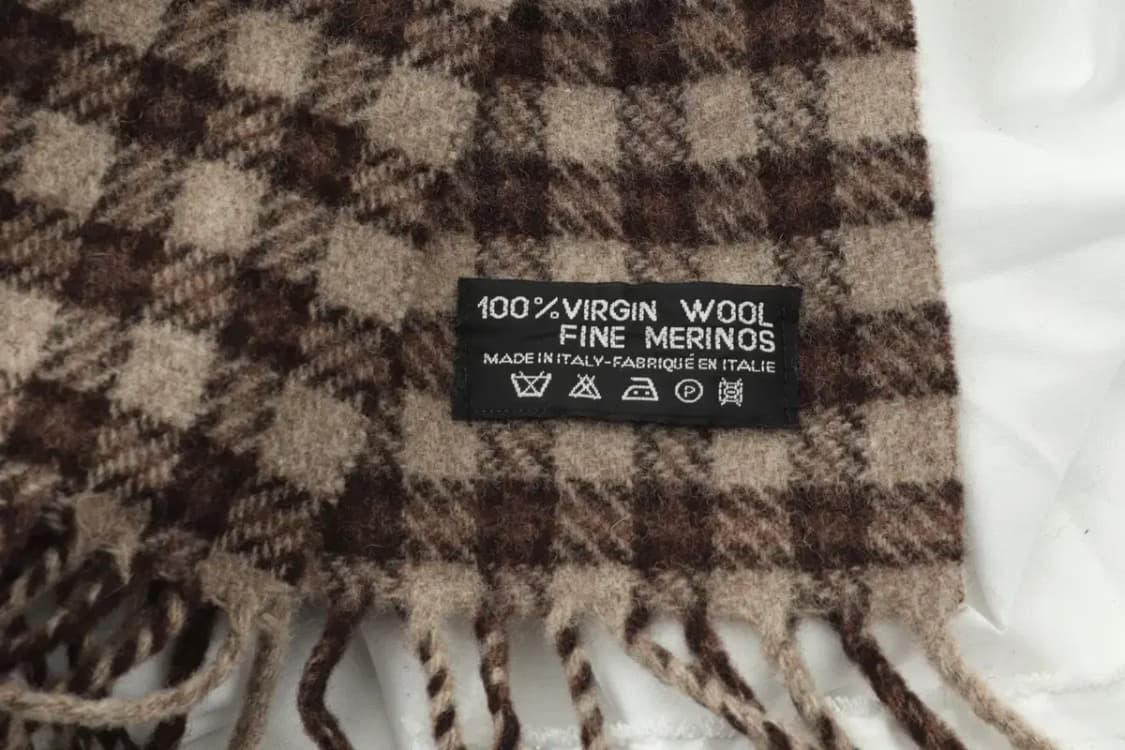 100% VIRGIN WOOL
FINE MERINOS
MADE IN ITALY-FABRIQUÉ EN ITALIE
P